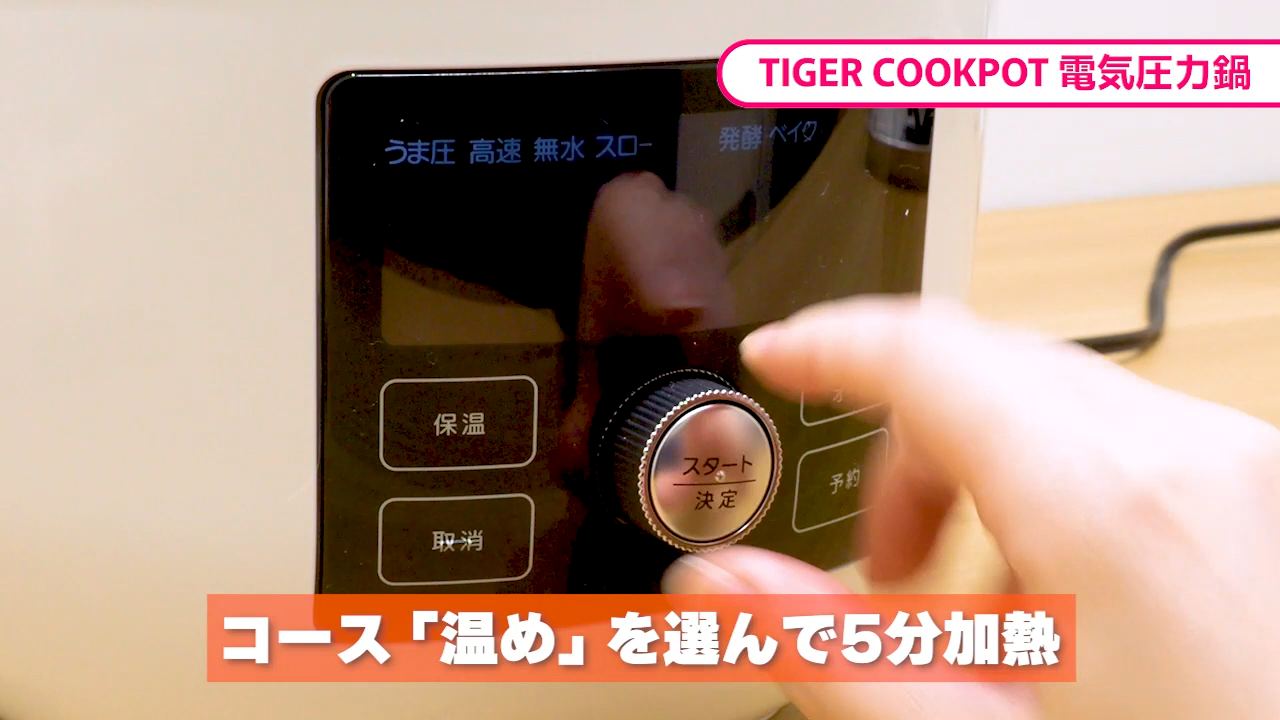 TIGER COOKPOT 電気圧力鍋
うま圧 高速 無水 スロー 発酵 ベイク
保温
スタート
決定
予約
取消
コース「温め」を選んで5分加熱